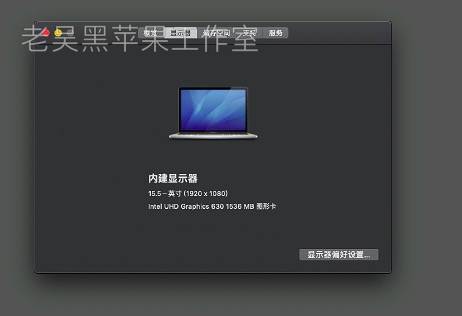 老吴黑苹果工作室
概览 显示器 储存空间 支持 服务
内建显示器
15.5-英寸 (1920 x 1080)
Intel UHD Graphics 630 1536 MB 图形卡
显示器偏好设置...